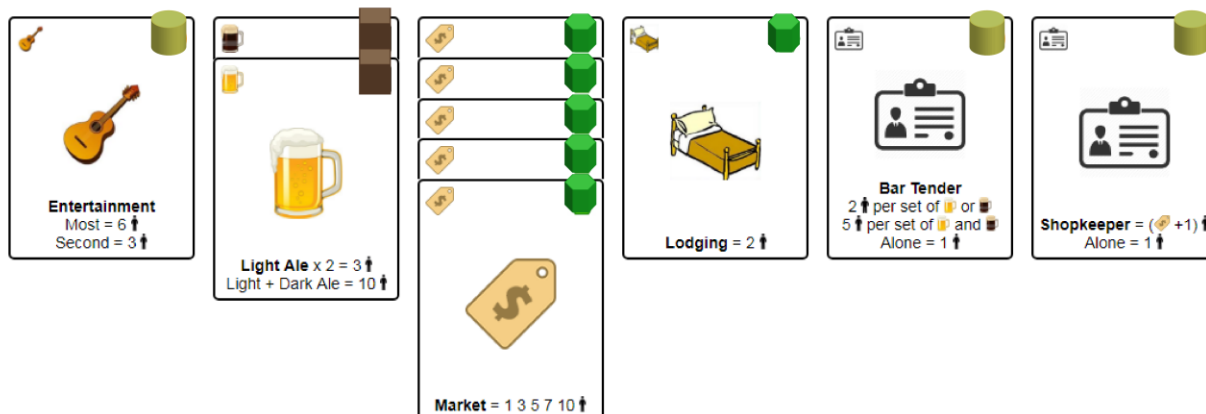 Entertainment
Most = 6
Second = 3
Light Ale x 2 = 3
Light + Dark Ale = 10
$
$
$
$
$
Market = 1 3 5 7 10
Lodging = 2
Bar Tender
2 per set of or
5 per set of and
Alone = 1
Shopkeeper = ( +1)
Alone = 1